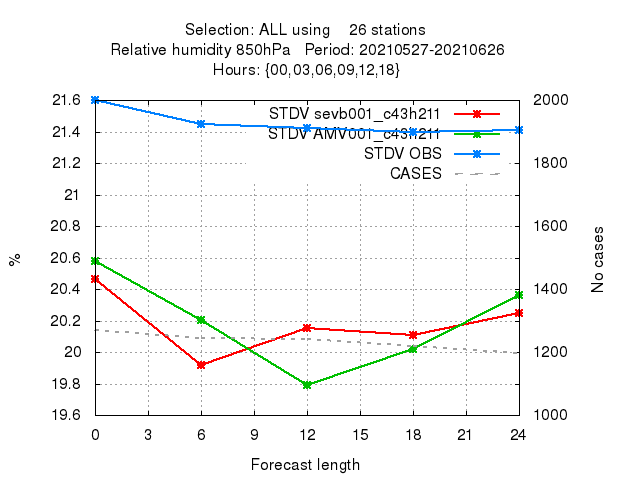 Selection: ALL using 26 stations
Relative humidity 850hPa Period: 20210527-20210626
Hours: {00,03,06,09,12,18}
STDV sevb001_c43h211
STDV AMV001_c43h211
STDV OBS
CASES
21.6
21.4
21.2
21
20.8
20.6
20.4
20.2
20
19.8
19.6
%
2000
1800
1600
1400
1200
1000
No cases
0 3 6 9 12 15 18 21 24
Forecast length